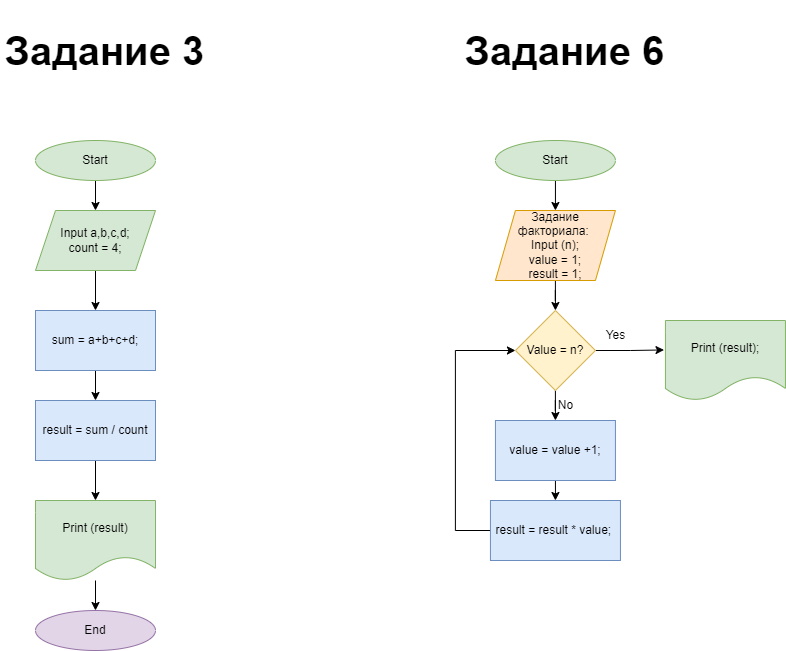 Задание 3
Start
Input a,b,c,d;
count = 4;
sum = a+b+c+d;
result = sum / count
Print (result)
End
Задание 6
Start
Задание
факториала:
Input (n);
value = 1;
result = 1;
Value = n?
Yes
Print (result);
No
value = value +1;
result = result * value;